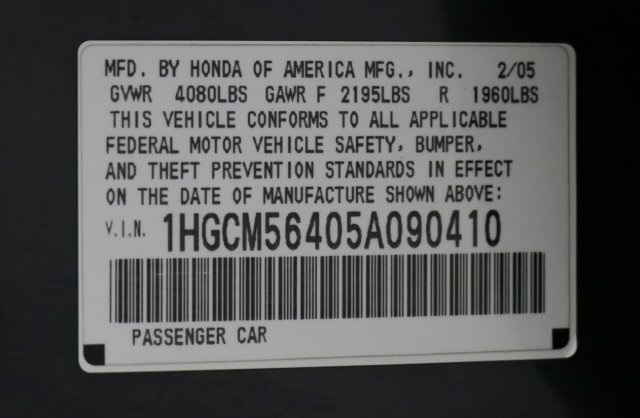 MFD. BY HONDA OF AMERICA MFG., INC. 2/05
GVWR 4080LBS GAWR F 2195LBS R 1960LBS
THIS VEHICLE CONFORMS TO ALL APPLICABLE
FEDERAL MOTOR VEHICLE SAFETY, BUMPER,
AND THEFT PREVENTION STANDARDS IN EFFECT
ON THE DATE OF MANUFACTURE SHOWN ABOVE:
V.I.N. 1HGCM56405A090410
PASSENGER CAR